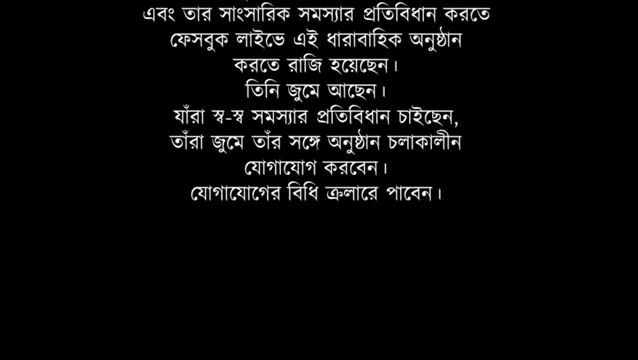 এবং তার সাংসারিক সমস্যার প্রতিবিধান করতে
ফেসবুক লাইভে এই ধারাবাহিক অনুষ্ঠান
করতে রাজি হয়েছেন।
তিনি জুমে আছেন।
যাঁরা স্ব-স্ব সমস্যার প্রতিবিধান চাইছেন,
তাঁরা জুমে তাঁর সঙ্গে অনুষ্ঠান চলাকালীন
যোগাযোগ করবেন।
যোগাযোগের বিধি ক্রলারে পাবেন।